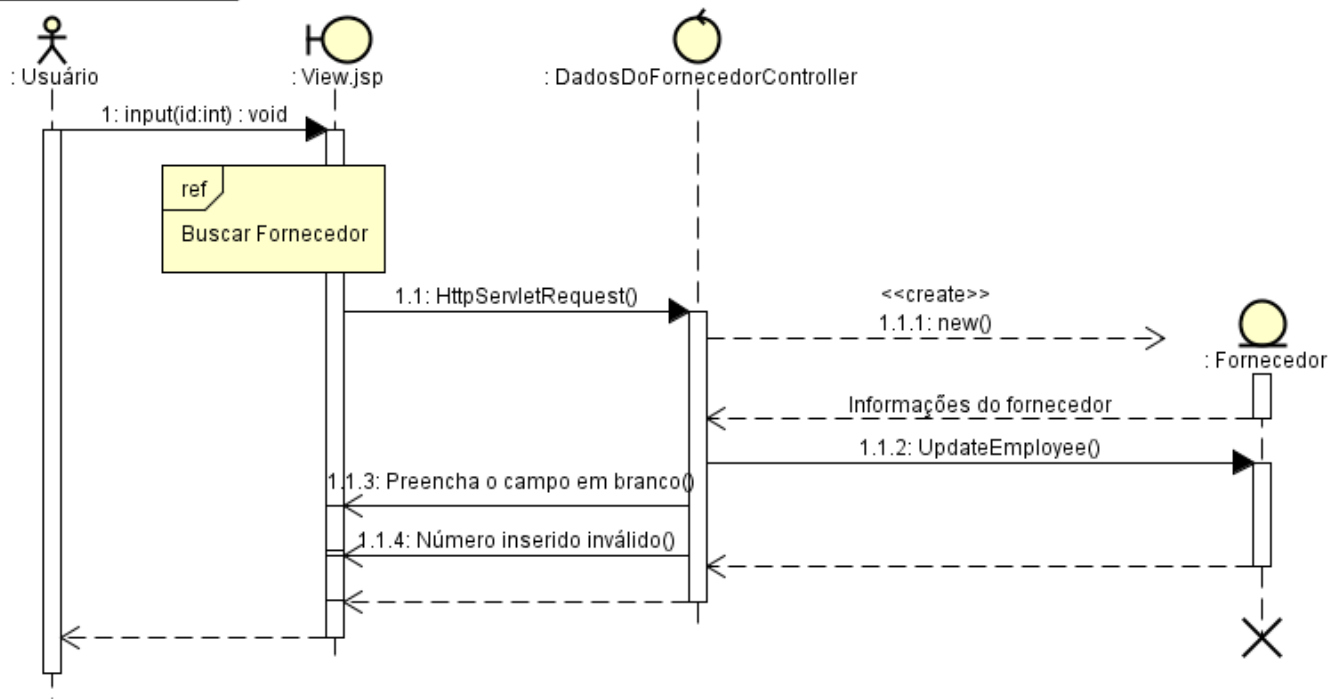 : Usuário
: View.jsp
: DadosDoFornecedorController
1: input(id:int) : void
ref
Buscar Fornecedor
1.1: HttpServletRequest()
<<create>>
1.1.1: new()
: Fornecedor
Informações do fornecedor
1.1.2: UpdateEmployee()
1.1.3: Preencha o campo em branco()
1.1.4: Número inserido inválido()